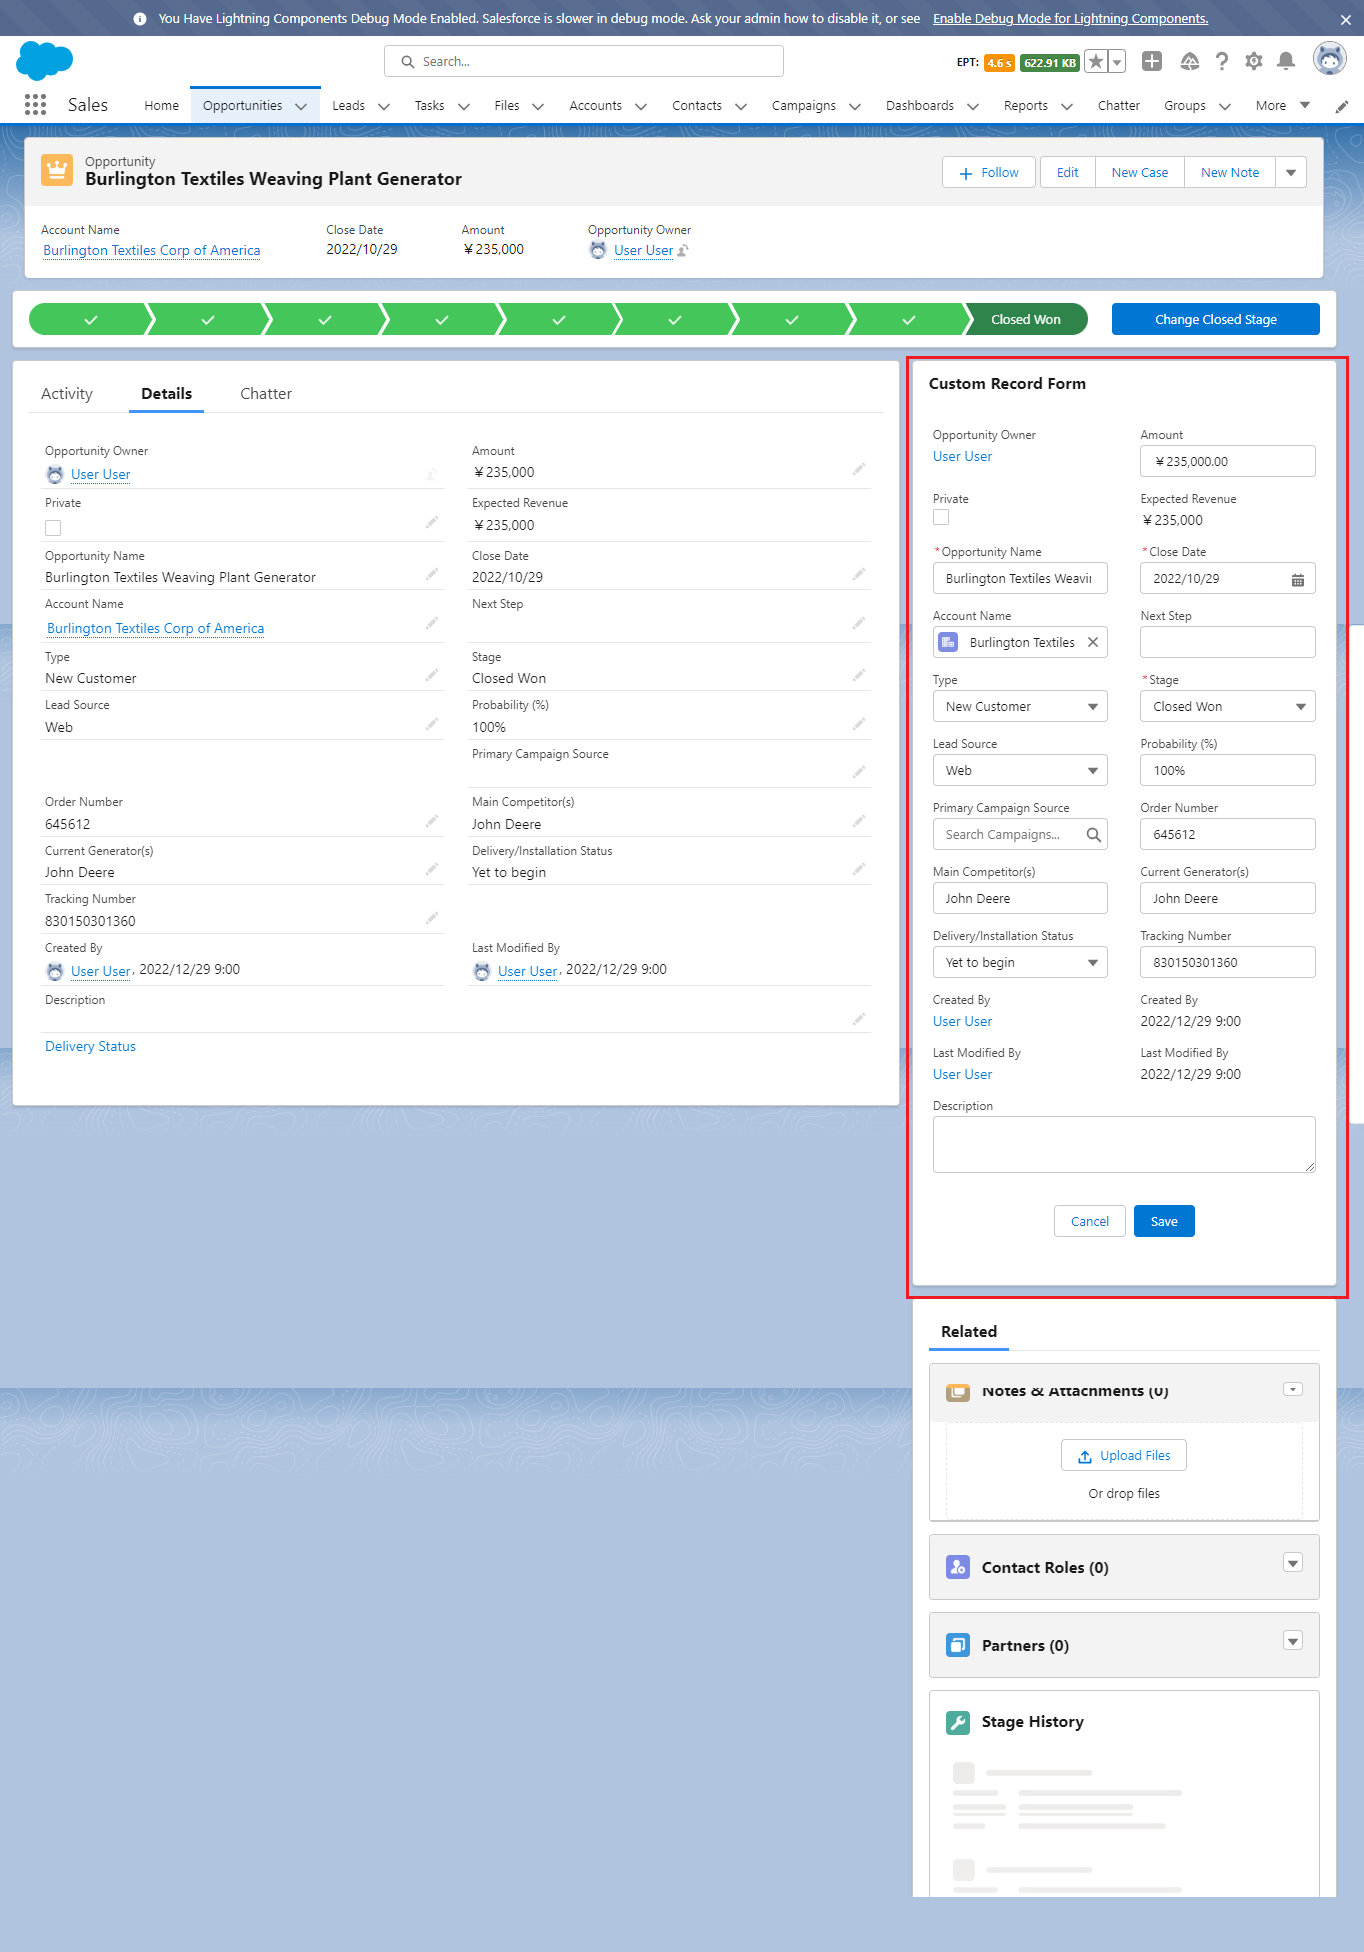 You Have Lightning Components Debug Mode Enabled. Salesforce is slower in debug mode. Ask your admin how to disable it, or see Enable Debug Mode for Lightning Components.
Search...
EPT: 4.6 s 622.91 KB
Sales Home Opportunities Leads Tasks Files Accounts Contacts Campaigns Dashboards Reports Chatter Groups More
Opportunity
Burlington Textiles Weaving Plant Generator
Follow Edit New Case New Note
Account Name Close Date Amount Opportunity Owner
Burlington Textiles Corp of America 2022/10/29 ¥235,000 User User
Closed Won Change Closed Stage
Activity Details Chatter
Opportunity Owner Amount
User User ¥235,000
Private Expected Revenue
¥235,000
Opportunity Name Close Date
Burlington Textiles Weaving Plant Generator 2022/10/29
Account Name Next Step
Burlington Textiles Corp of America
Type Stage
New Customer Closed Won
Lead Source Probability (%)
Web 100%
Primary Campaign Source
Order Number Main Competitor(s)
645612 John Deere
Current Generator(s) Delivery/Installation Status
John Deere Yet to begin
Tracking Number
830150301360
Created By Last Modified By
User User, 2022/12/29 9:00 User User, 2022/12/29 9:00
Description
Delivery Status
Custom Record Form
Opportunity Owner Amount
User User ¥235,000.00
Private Expected Revenue
¥235,000
*Opportunity Name *Close Date
Burlington Textiles Weavin 2022/10/29
Account Name Next Step
Burlington Textiles
Type *Stage
New Customer Closed Won
Lead Source Probability (%)
Web 100%
Primary Campaign Source Order Number
Search Campaigns... 645612
Main Competitor(s) Current Generator(s)
John Deere John Deere
Delivery/Installation Status Tracking Number
Yet to begin 830150301360
Created By Created By
User User 2022/12/29 9:00
Last Modified By Last Modified By
User User 2022/12/29 9:00
Description
Cancel Save
Related
Notes & Attachments (0)
Upload Files
Or drop files
Contact Roles (0)
Partners (0)
Stage History